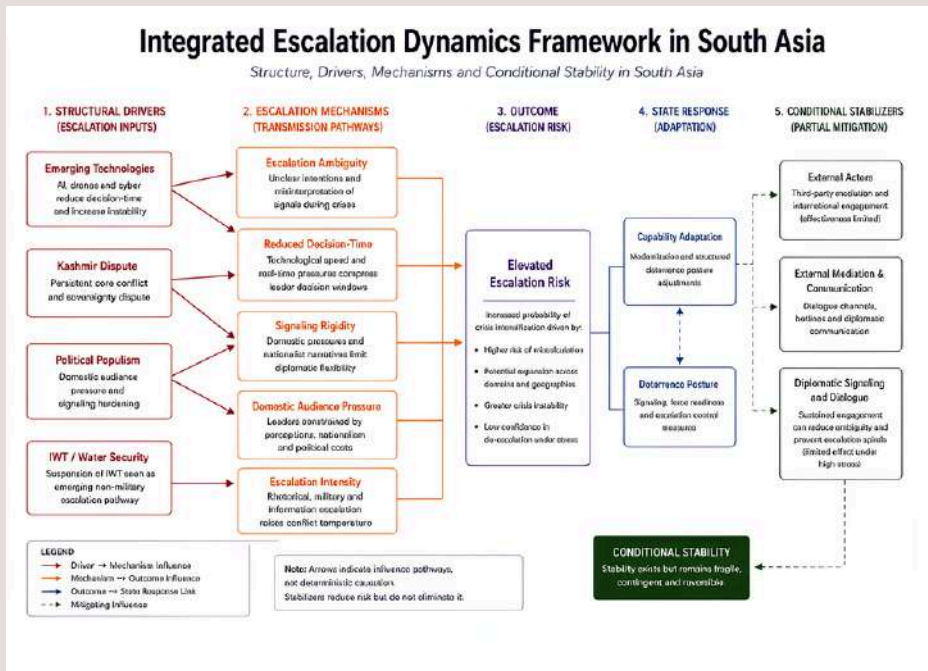 Integrated Escalation Dynamics Framework in South Asia
Structure, Drivers, Mechanisms and Conditional Stability in South Asia
1. STRUCTURAL DRIVERS
(ESCALATION INPUTS)
Emerging Technologies
AI, drones and cyber
reduce decision-time
and increase instability
Kashmir Dispute
Persistent core conflict
and sovereignty dispute
Political Populism
Domestic audience
pressure and
signaling hardening
IWT / Water Security
Suspension of IWT seen as
emerging non-military
escalation pathway
2. ESCALATION MECHANISMS
(TRANSMISSION PATHWAYS)
Escalation Ambiguity
Unclear intentions and
misinterpretation of
signals during crises
Reduced Decision-Time
Technological speed and
real-time pressures compress
leader decision windows
Signaling Rigidity
Domestic pressures and
nationalist narratives limit
diplomatic flexibility
Domestic Audience Pressure
Leaders constrained by
perceptions, nationalism
and political costs
Escalation Intensity
Rhetorical, military and
information escalation
raises conflict temperature
3. OUTCOME
(ESCALATION RISK)
Elevated
Escalation Risk
Increased probability of
crisis intensification driven by:
• Higher risk of miscalculation
• Potential expansion across
domains and geographies
• Greater crisis instability
• Low confidence in
de-escalation under stress
4. STATE RESPONSE
(ADAPTATION)
Capability Adaptation
Modernization and structured
deterrence posture
adjustments
Deterrence Posture
Signaling, force readiness
and escalation control
measures
5. CONDITIONAL STABILIZERS
(PARTIAL MITIGATION)
External Actors
Third-party mediation and
international engagement
(effectiveness limited)
External Mediation &
Communication
Dialogue channels,
hotlines and diplomatic
communication
Diplomatic Signaling
and Dialogue
Sustained engagement
can reduce ambiguity and
prevent escalation spirals
(limited effect under
high stress)
CONDITIONAL STABILITY
Stability exists but remains fragile,
contingent and reversible.
LEGEND
Driver → Mechanism Influence
Mechanism → Outcome Influence
Outcome → State Response Link
Mitigating Influence
Note: Arrows indicate influence pathways,
not deterministic causation.
Stabilizers reduce risk but do not eliminate it.